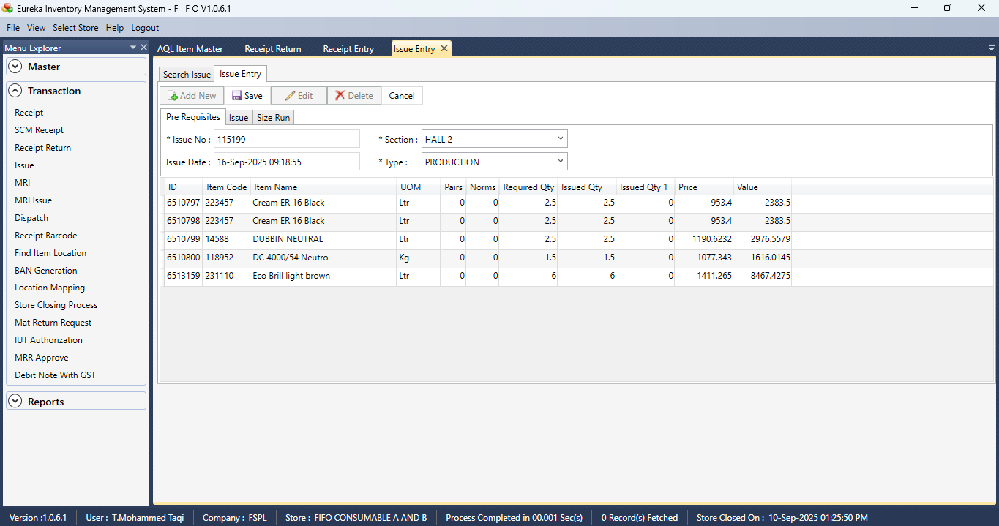 Eureka Inventory Management System - F I F O V1.0.6.1
File View Select Store Help Logout
Menu Explorer
AQL Item Master Receipt Return Receipt Entry Issue Entry
Master
Transaction
Receipt
SCM Receipt
Receipt Return
Issue
MRI
MRI Issue
Dispatch
Receipt Barcode
Find Item Location
BAN Generation
Location Mapping
Store Closing Process
Mat Return Request
IUT Authorization
MRR Approve
Debit Note With GST
Reports
Search Issue Issue Entry
Add New Save Edit Delete Cancel
Pre Requisites Issue Size Run
* Issue No : 115199 * Section : HALL 2
Issue Date : 16-Sep-2025 09:18:55 * Type : PRODUCTION
ID Item Code Item Name UOM Pairs Norms Required Qty Issued Qty Issued Qty 1 Price Value
6510797 223457 Cream ER 16 Black Ltr 0 0 2.5 2.5 0 953.4 2383.5
6510798 223457 Cream ER 16 Black Ltr 0 0 2.5 2.5 0 953.4 2383.5
6510799 14588 DUBBIN NEUTRAL Ltr 0 0 2.5 2.5 0 1190.6232 2976.5579
6510800 118952 DC 4000/54 Neutro Kg 0 0 1.5 1.5 0 1077.343 1616.0145
6513159 231110 Eco Brill light brown Ltr 0 0 6 6 0 1411.265 8467.4275
Version :1.0.6.1 User : T.Mohammed Taqi Company : FSPL Store : FIFO CONSUMABLE A AND B Process Completed in 00.001 Sec(s) 0 Record(s) Fetched Store Closed On : 10-Sep-2025 01:25:50 PM